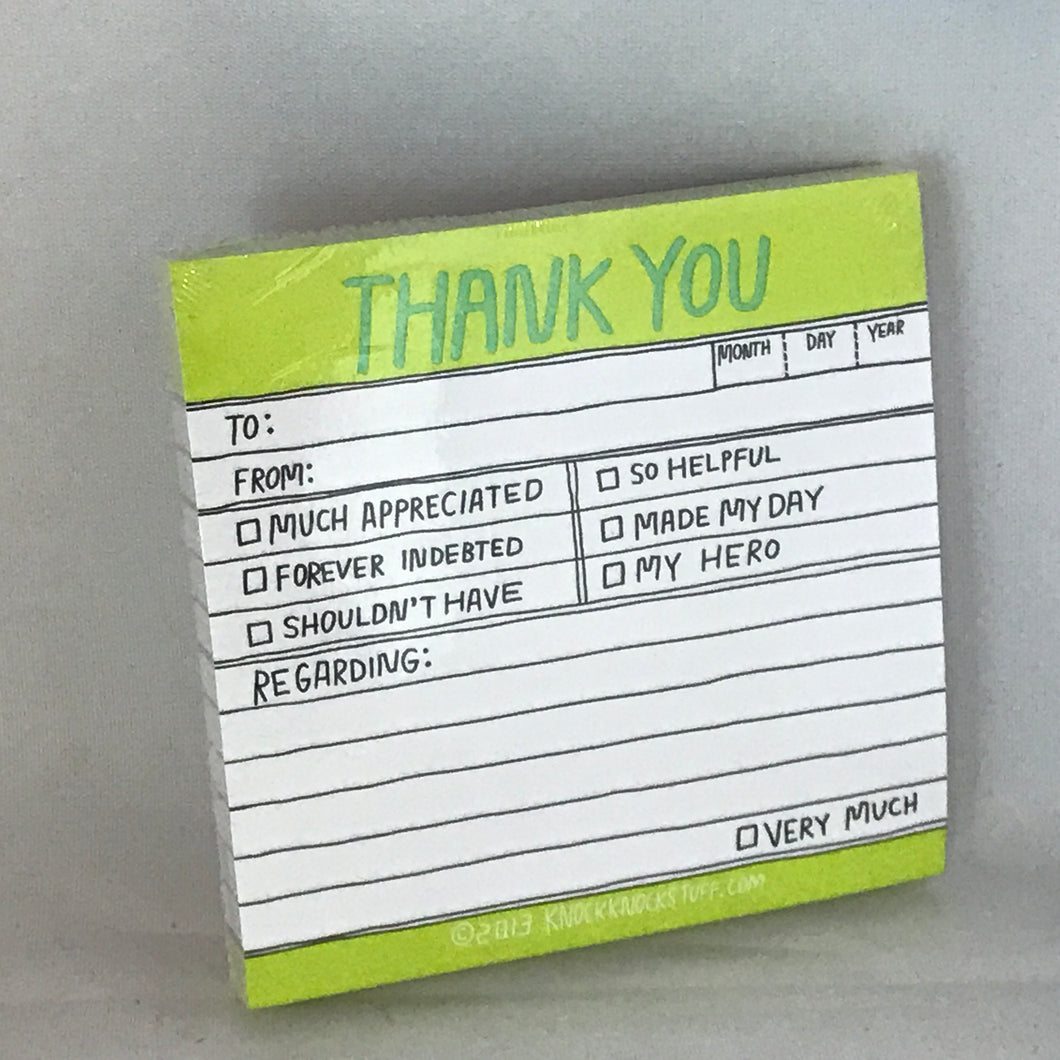 THANK YOU
MONTH DAY YEAR
TO:
FROM:
MUCH APPRECIATED
SO HELPFUL
FOREVER INDEBTED
MADE MY DAY
SHOULDN'T HAVE
MY HERO
REGARDING:
VERY MUCH
©2013 KNOCKKNOCKSTUFF.COM